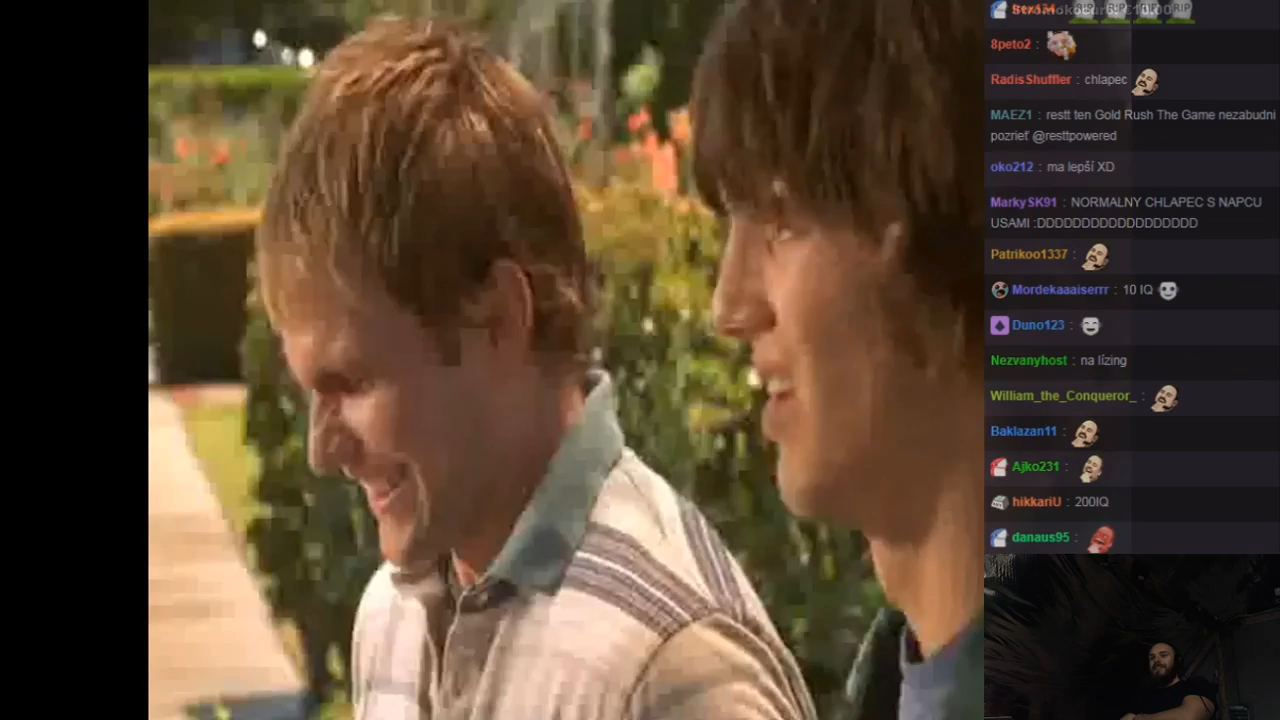 8peto2 :
RadisShuffler : chlapec
MAEZ1 : restt ten Gold Rush The Game nezabudni
pozrieť @resttpowered
oko212 : ma lepší XD
MarkySK91 : NORMALNY CHLAPEC S NAPCU
USAMI :DDDDDDDDDDDDDDDDDD
Patrikoo1337 :
Mordekaaaiserrr : 10 IQ
Duno123 :
Nezvanyhost : na lízing
William_the_Conqueror_ :
Baklazan11 :
Ajko231 :
hikkariU : 200IQ
danaus95 :